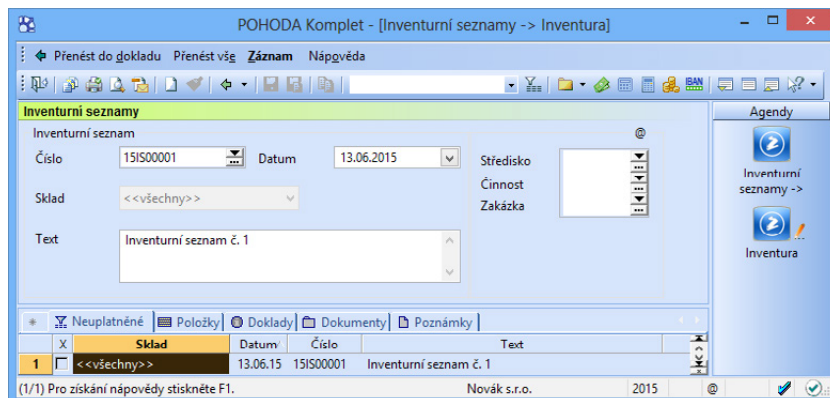 POHODA Komplet - [Inventurní seznamy -> Inventura]
Přenést do dokladu Přenést vše Záznam Nápověda
IBAN
Inventurní seznamy
Agendy
Inventurní seznam @
Číslo 15IS00001 Datum 13.06.2015 Středisko
Činnost
Sklad <<všechny>> Zakázka
Text Inventurní seznam č. 1
Inventurní
seznamy ->
Inventura
Neuplatněné Položky Doklady Dokumenty Poznámky
X Sklad Datum Číslo Text
1 <<všechny>> 13.06.15 15IS00001 Inventurní seznam č. 1
(1/1) Pro získání nápovědy stiskněte F1. Novák s.r.o. 2015 @